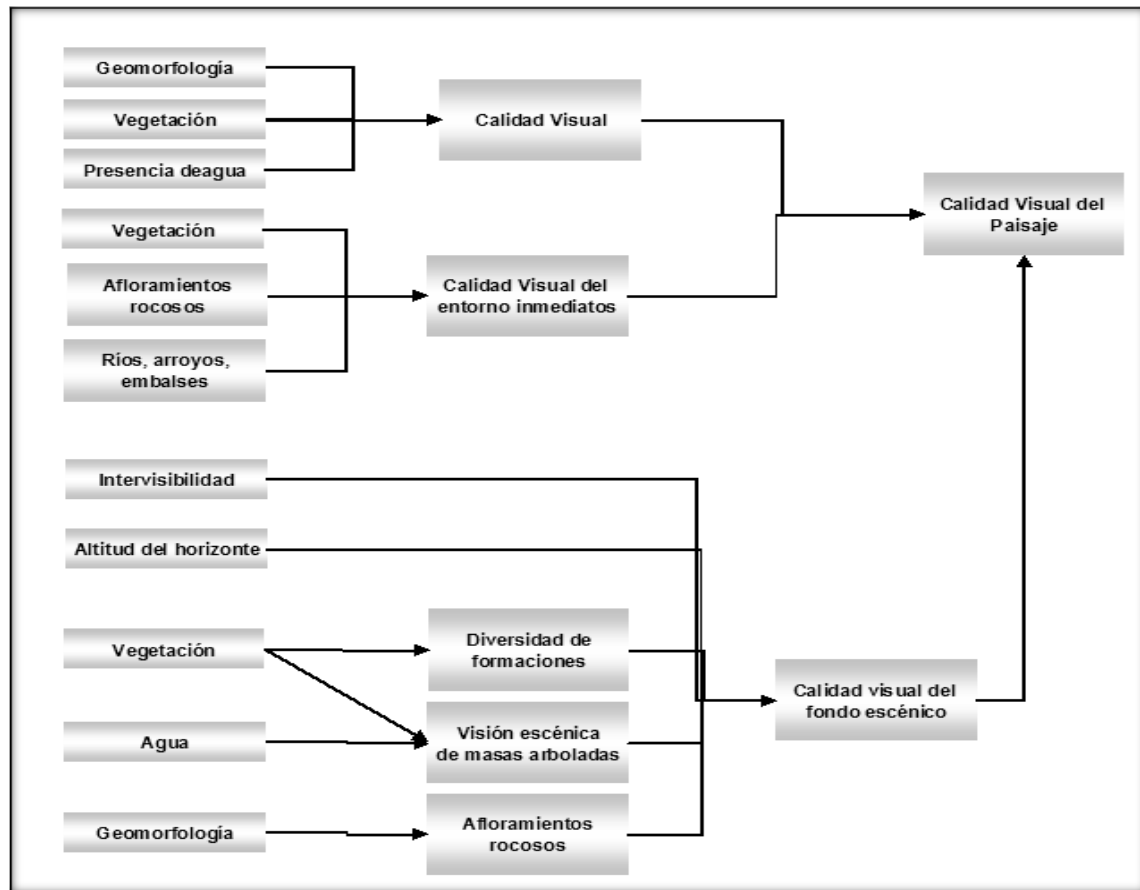 Geomorfología
Vegetación
Presencia deagua
Calidad Visual
Vegetación
Afloramientos
rocosos
Ríos, arroyos,
embalses
Calidad Visual del
entorno inmediatos
Calidad Visual del
Paisaje
Intervisibilidad
Altitud del horizonte
Vegetación
Agua
Geomorfología
Diversidad de
formaciones
Visión escénica
de masas arboladas
Afloramientos
rocosos
Calidad visual del
fondo escénico